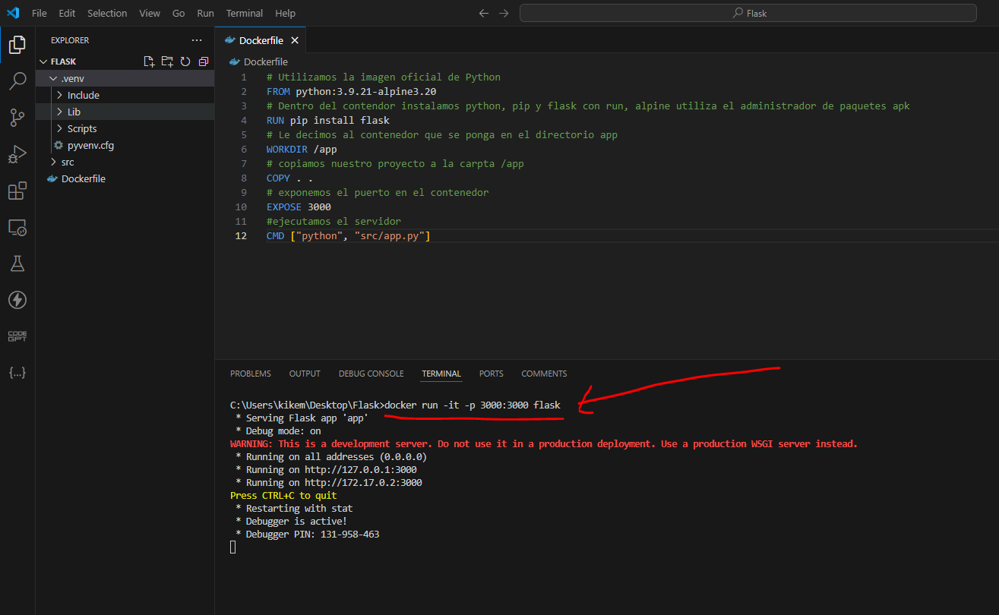 File Edit Selection View Go Run Terminal Help
Flask
EXPLORER ...
FLASK
.venv
Include
Lib
Scripts
pyvenv.cfg
src
Dockerfile
CODE
GPT
{...}
Dockerfile
Dockerfile
1 # Utilizamos la imagen oficial de Python
2 FROM python:3.9.21-alpine3.20
3 # Dentro del contendor instalamos python, pip y flask con run, alpine utiliza el administrador de paquetes apk
4 RUN pip install flask
5 # Le decimos al contenedor que se ponga en el directorio app
6 WORKDIR /app
7 # copiamos nuestro proyecto a la carpta /app
8 COPY . .
9 # exponemos el puerto en el contenedor
10 EXPOSE 3000
11 #ejecutamos el servidor
12 CMD ["python", "src/app.py"]
PROBLEMS OUTPUT DEBUG CONSOLE TERMINAL PORTS COMMENTS
C:\Users\kikem\Desktop\Flask>docker run -it -p 3000:3000 flask
* Serving Flask app 'app'
* Debug mode: on
WARNING: This is a development server. Do not use it in a production deployment. Use a production WSGI server instead.
* Running on all addresses (0.0.0.0)
* Running on http://127.0.0.1:3000
* Running on http://172.17.0.2:3000
Press CTRL+C to quit
* Restarting with stat
* Debugger is active!
* Debugger PIN: 131-958-463